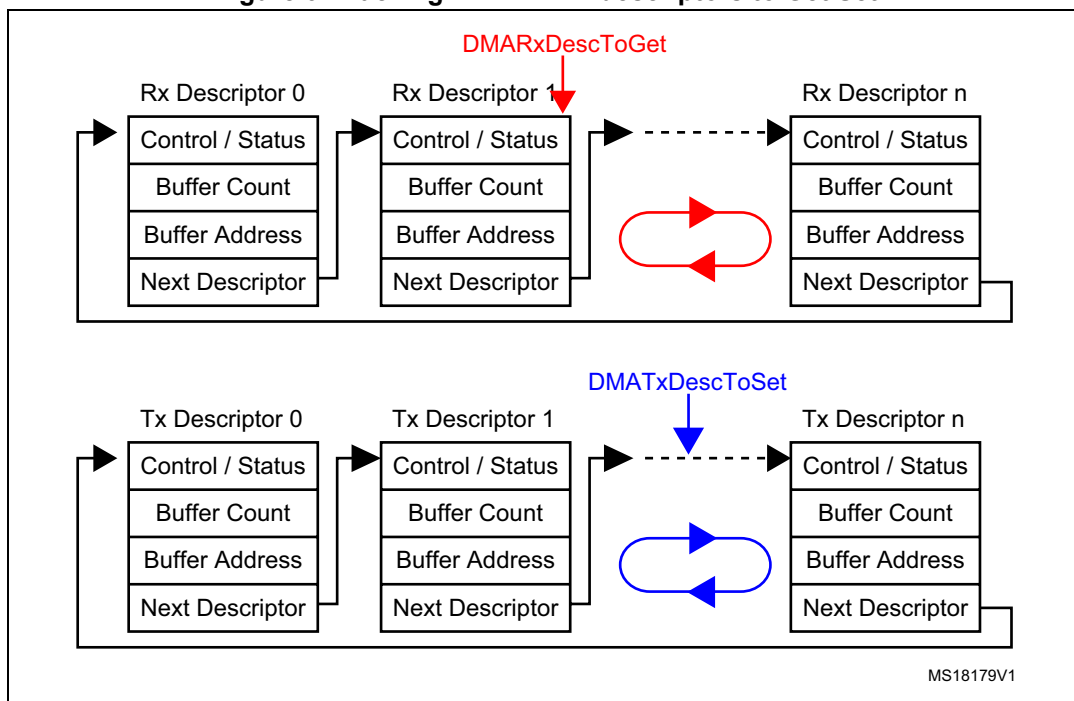 DMARxDescToGet
Rx Descriptor 0 Rx Descriptor 1 Rx Descriptor n
Control / Status Control / Status Control / Status
Buffer Count Buffer Count Buffer Count
Buffer Address Buffer Address Buffer Address
Next Descriptor Next Descriptor Next Descriptor
DMATxDescToSet
Tx Descriptor 0 Tx Descriptor 1 Tx Descriptor n
Control / Status Control / Status Control / Status
Buffer Count Buffer Count Buffer Count
Buffer Address Buffer Address Buffer Address
Next Descriptor Next Descriptor Next Descriptor
MS18179V1